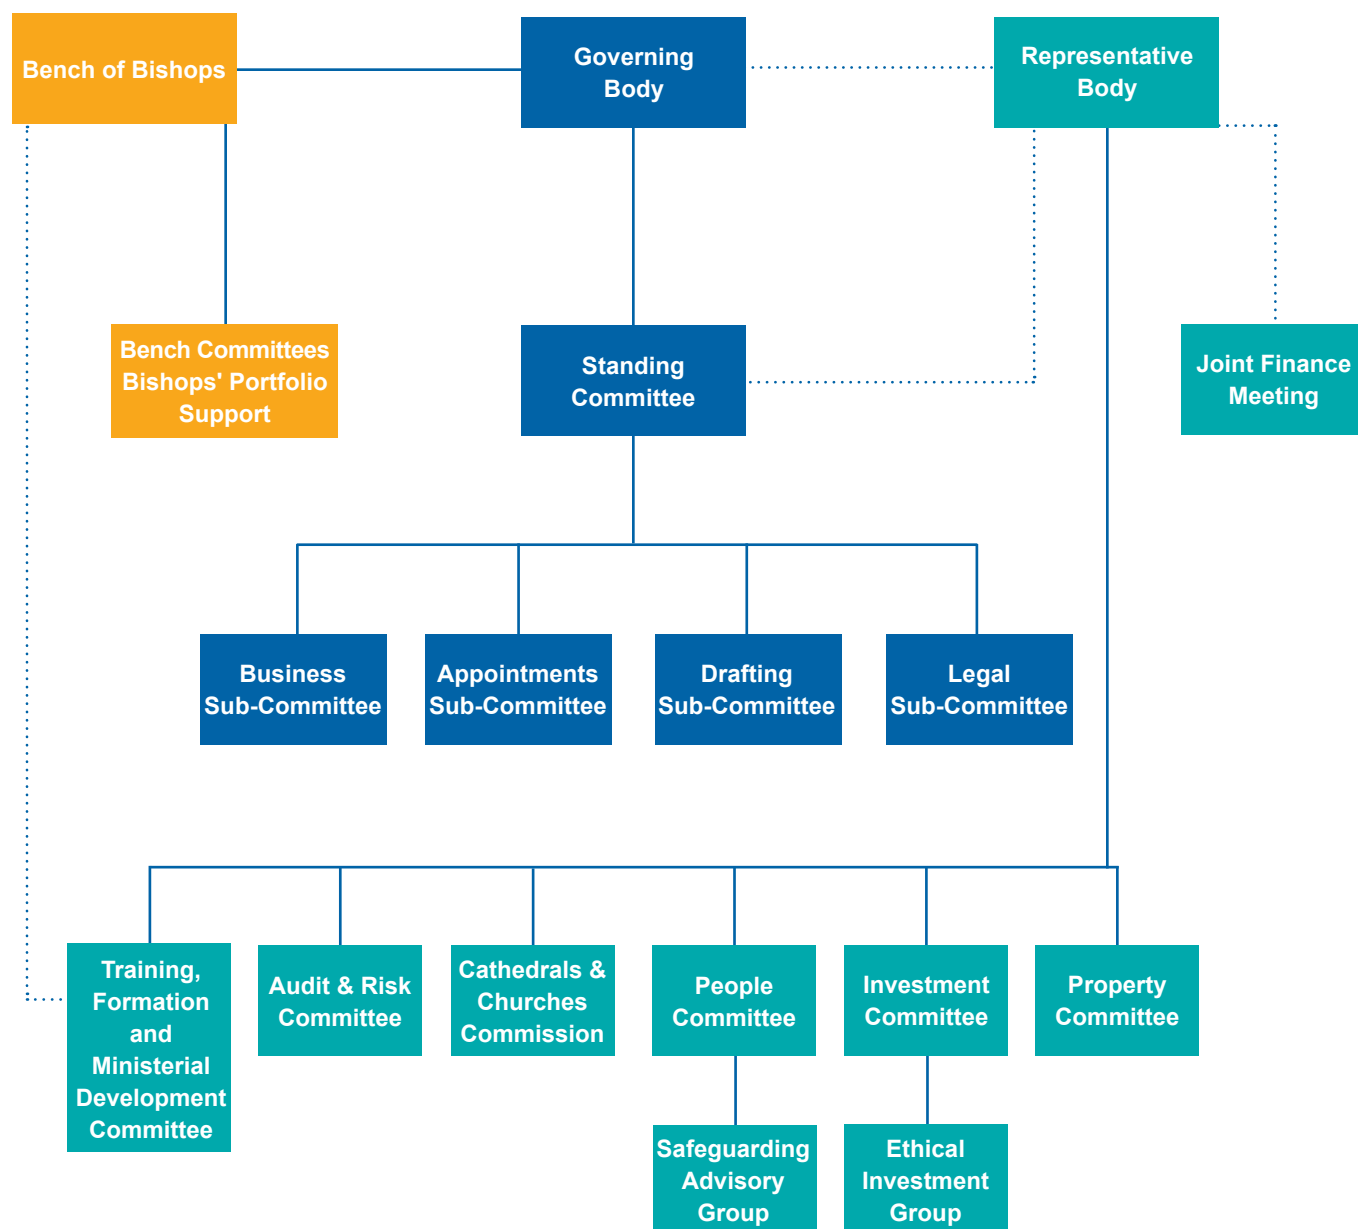 Bench of Bishops
Governing
Body
Representative
Body
Bench Committees
Bishops' Portfolio
Support
Standing
Committee
Joint Finance
Meeting
Business
Sub-Committee
Appointments
Sub-Committee
Drafting
Sub-Committee
Legal
Sub-Committee
Training,
Formation
and
Ministerial
Development
Committee
Audit & Risk
Committee
Cathedrals &
Churches
Commission
People
Committee
Investment
Committee
Property
Committee
Safeguarding
Advisory
Group
Ethical
Investment
Group